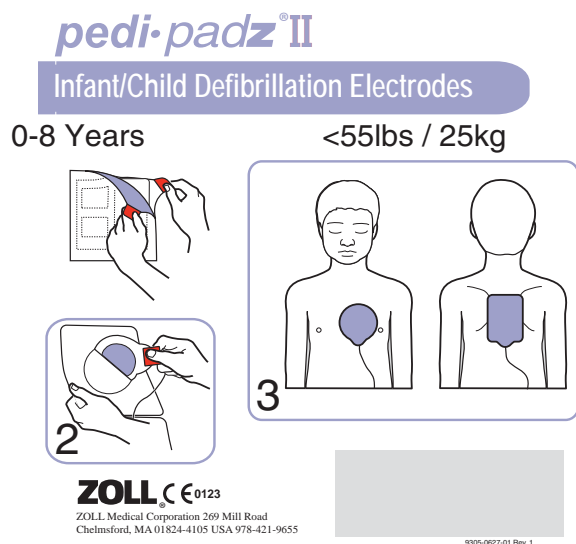 pedi•padz®II
Infant/Child Defibrillation Electrodes
0-8 Years
<55lbs / 25kg
2
3
ZOLL® CE 0123
ZOLL Medical Corporation 269 Mill Road
Chelmsford, MA 01824-4105 USA 978-421-9655
9305-0627-01 Rev. 1